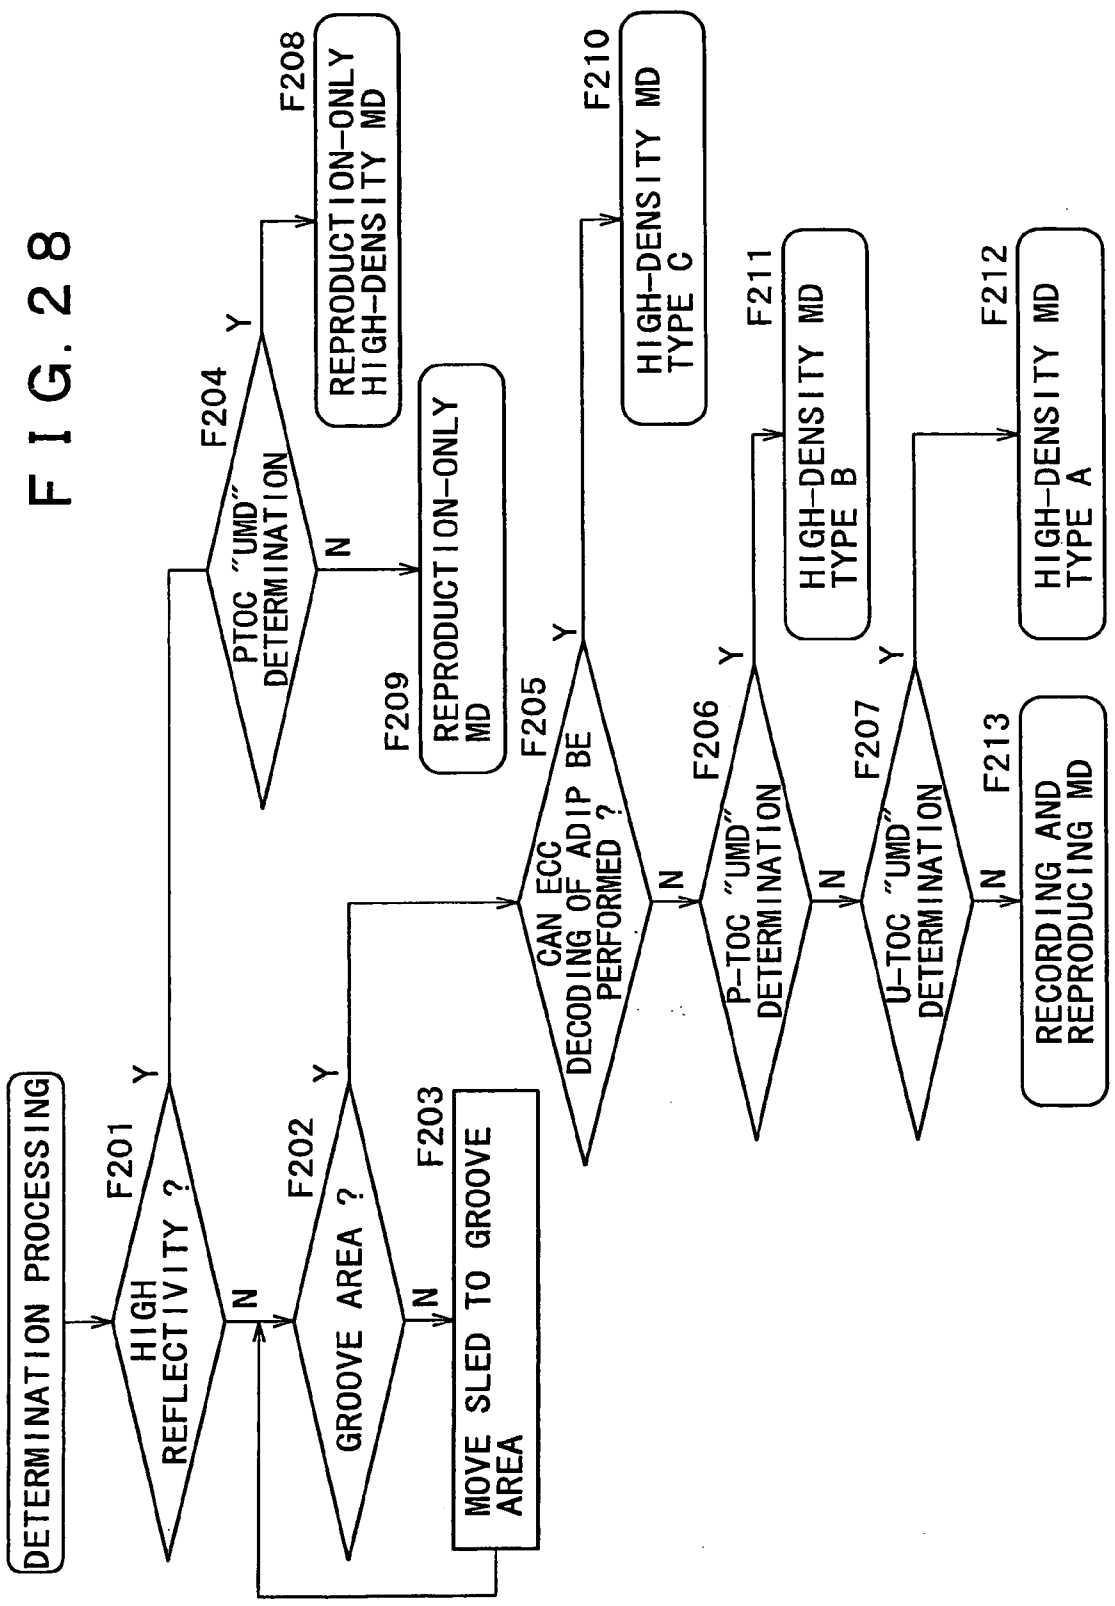 FIG. 28
DETERMINATION PROCESSING
F201
HIGH
REFLECTIVITY ?
Y
N
F202
GROOVE AREA ?
Y
N
F203
MOVE SLED TO GROOVE
AREA
F204
PTOC "UMD"
DETERMINATION
Y
N
F208
REPRODUCTION-ONLY
HIGH-DENSITY MD
F209
REPRODUCTION-ONLY
MD
F205
CAN ECC
DECODING OF ADIP BE
PERFORMED ?
Y
N
F210
HIGH-DENSITY MD
TYPE C
F206
P-TOC "UMD"
DETERMINATION
Y
N
F211
HIGH-DENSITY MD
TYPE B
F207
U-TOC "UMD"
DETERMINATION
Y
N
F212
HIGH-DENSITY MD
TYPE A
F213
RECORDING AND
REPRODUCING MD